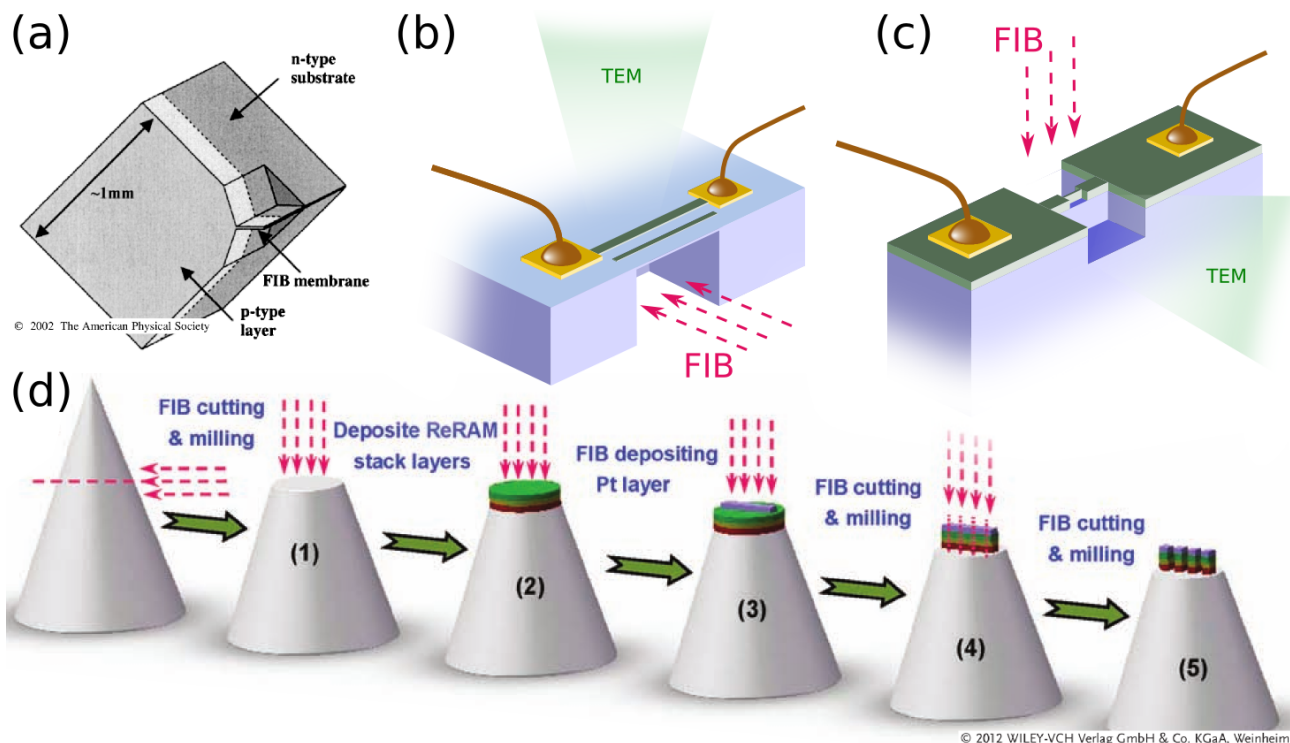 (a)
n-type
substrate
~1mm
FIB membrane
p-type
layer
© 2002 The American Physical Society
(b)
TEM
FIB
(c)
FIB
TEM
(d)
FIB cutting
& milling
Deposite ReRAM
stack layers
FIB depositing
Pt layer
FIB cutting
& milling
FIB cutting
& milling
(1)
(2)
(3)
(4)
(5)
© 2012 WILEY-VCH Verlag GmbH & Co. KGaA, Weinheim